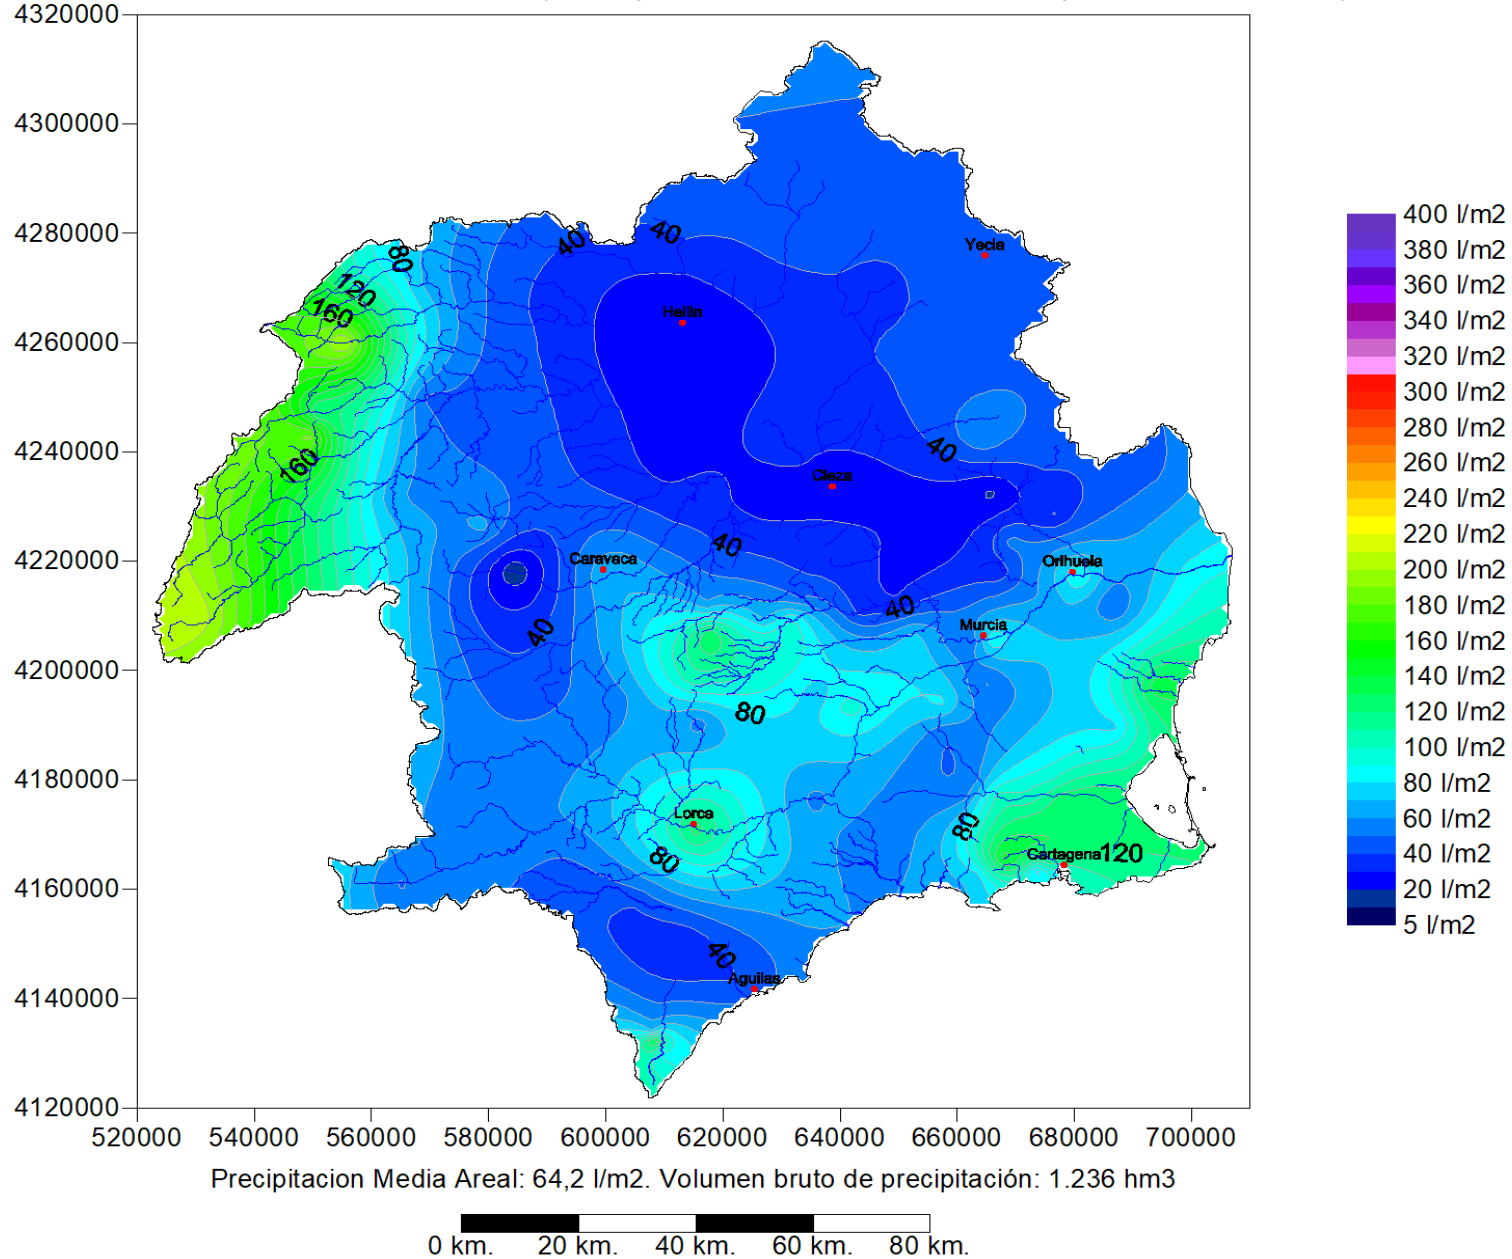 4320000
4300000
4280000
4260000
4240000
4220000
4200000
4180000
4160000
4140000
4120000
520000 540000 560000 580000 600000 620000 640000 660000 680000 700000
40
40
80
120
160
160
40
40
40
40
80
80
80
120
40
Yecla
Hellin
Cieza
Caravaca
Orihuela
Murcia
Lorca
Cartagena
Aguilas
400 l/m2
380 l/m2
360 l/m2
340 l/m2
320 l/m2
300 l/m2
280 l/m2
260 l/m2
240 l/m2
220 l/m2
200 l/m2
180 l/m2
160 l/m2
140 l/m2
120 l/m2
100 l/m2
80 l/m2
60 l/m2
40 l/m2
20 l/m2
5 l/m2
Precipitacion Media Areal: 64,2 l/m2. Volumen bruto de precipitación: 1.236 hm3
0 km. 20 km. 40 km. 60 km. 80 km.